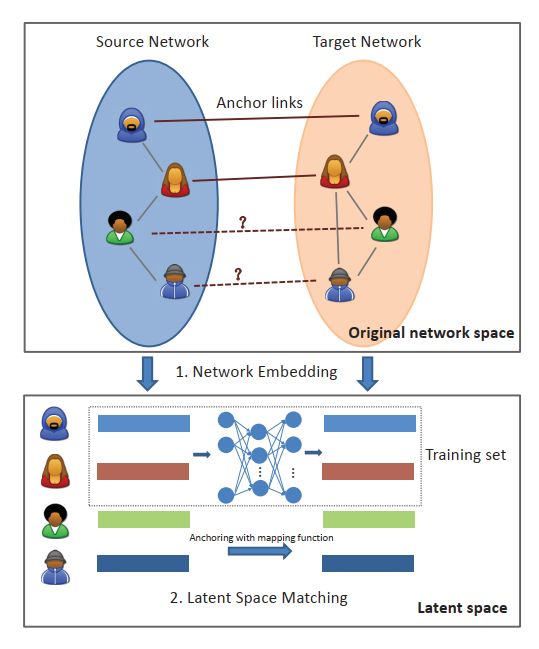 Source Network
Target Network
Anchor links
?
?
Original network space
1. Network Embedding
Training set
Anchoring with mapping function
2. Latent Space Matching
Latent space